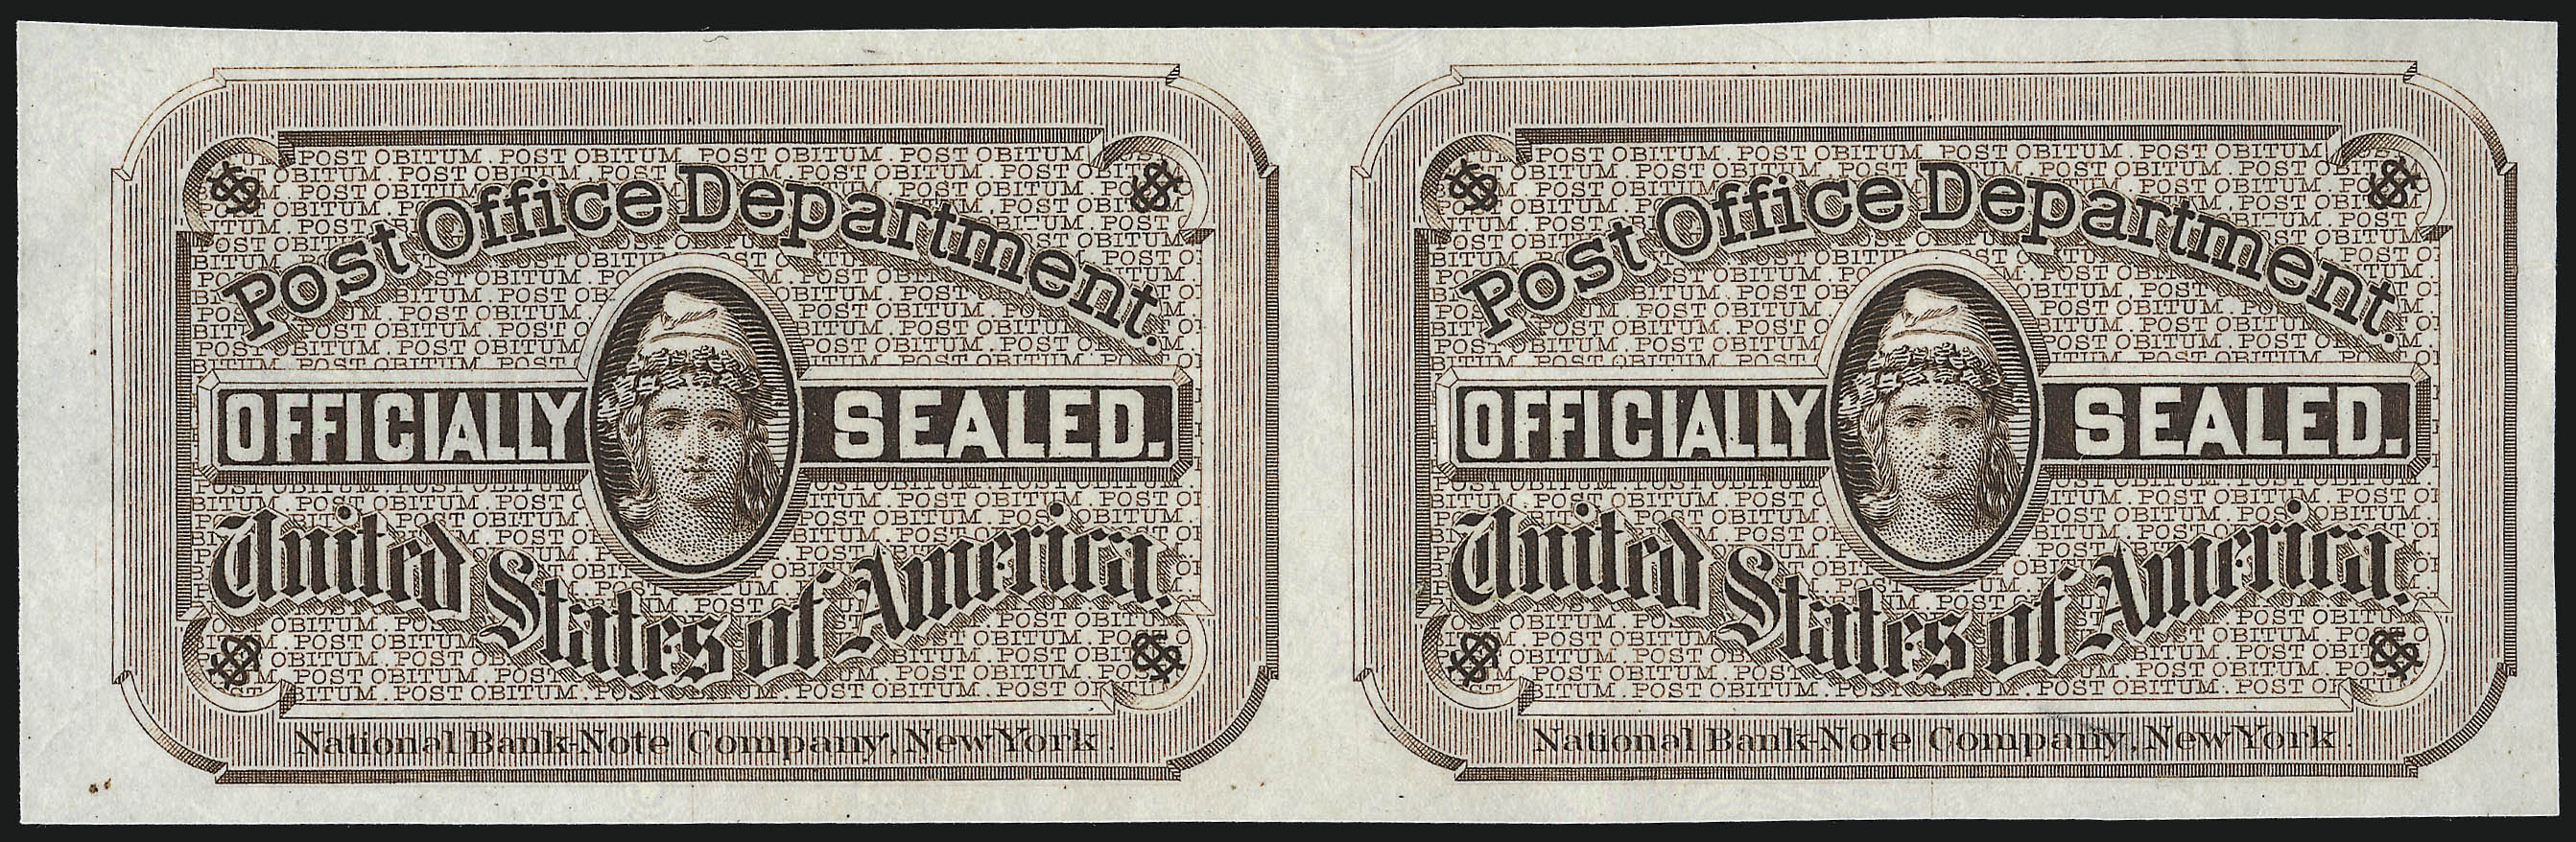 Post Office Department.
OFFICIALLY SEALED.
United States of America.
National Bank-Note Company, New York.
Post Office Department.
OFFICIALLY SEALED.
United States of America.
National Bank-Note Company, New York.
POST OBITUM. POST OBITUM. POST OBITUM. POST OBITUM
POST OBITUM. POST OBITUM. POST OBITUM. POST OBITUM